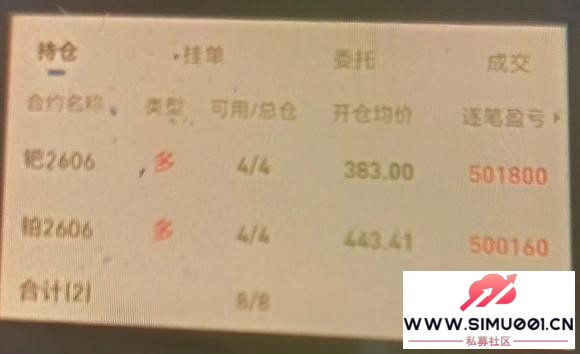 持仓 挂单 委托 成交
合约名称 类型 可用/总仓 开仓均价 逐笔盈亏
钯2606 多 4/4 383.00 501800
铂2606 多 4/4 443.41 500160
合计(2) 8/8
WWW.SIMU001.CN
私募社区